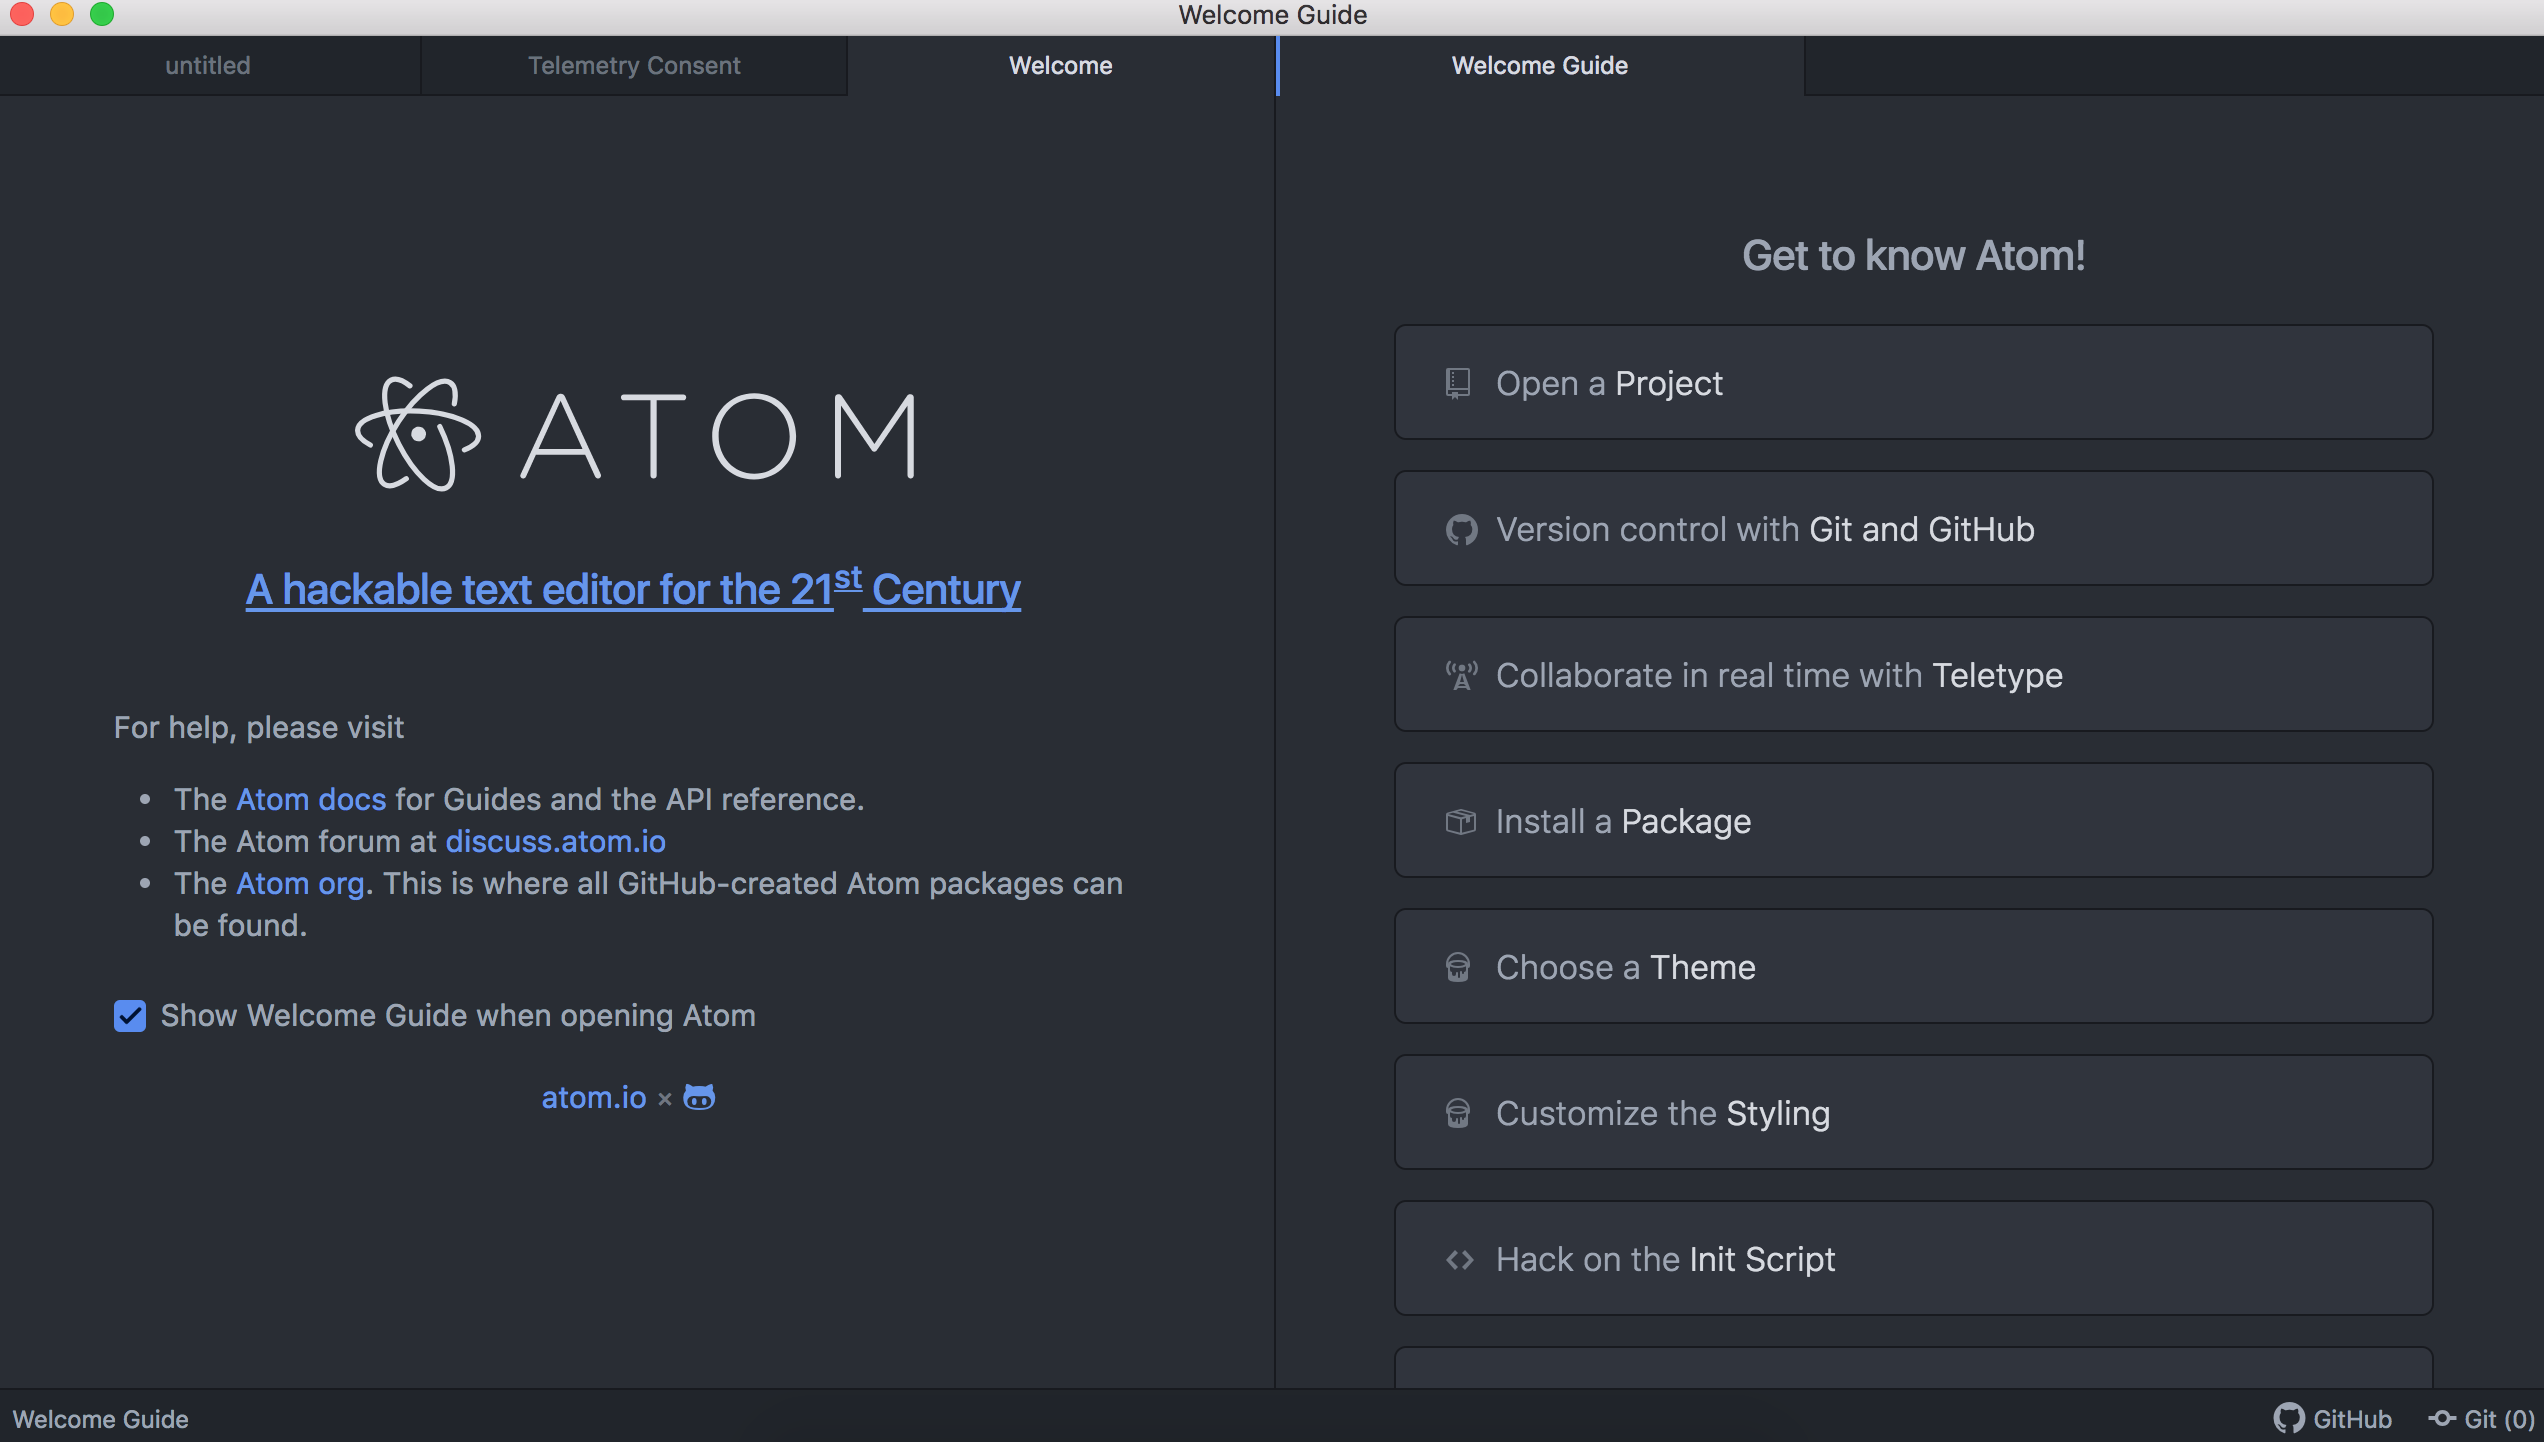 Welcome Guide
untitled
Telemetry Consent
Welcome
Welcome Guide
ATOM
A hackable text editor for the 21st Century
For help, please visit
• The Atom docs for Guides and the API reference.
• The Atom forum at discuss.atom.io
• The Atom org. This is where all GitHub-created Atom packages can
be found.
Show Welcome Guide when opening Atom
atom.io ×
Get to know Atom!
Open a Project
Version control with Git and GitHub
Collaborate in real time with Teletype
Install a Package
Choose a Theme
Customize the Styling
Hack on the Init Script
Welcome Guide
GitHub
Git (0)